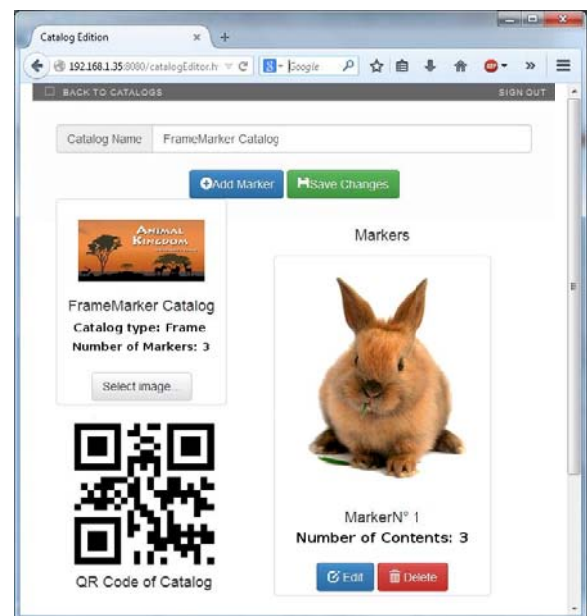 Catalog Edition
192.168.1.35:8080/catalogEditor.h
Google
BACK TO CATALOGS
SIGN OUT
Catalog Name
FrameMarker Catalog
Add Marker
Save Changes
ANIMAL
KINGDOM
FrameMarker Catalog
Catalog type: Frame
Number of Markers: 3
Select image...
QR Code of Catalog
Markers
MarkerN° 1
Number of Contents: 3
Edit
Delete